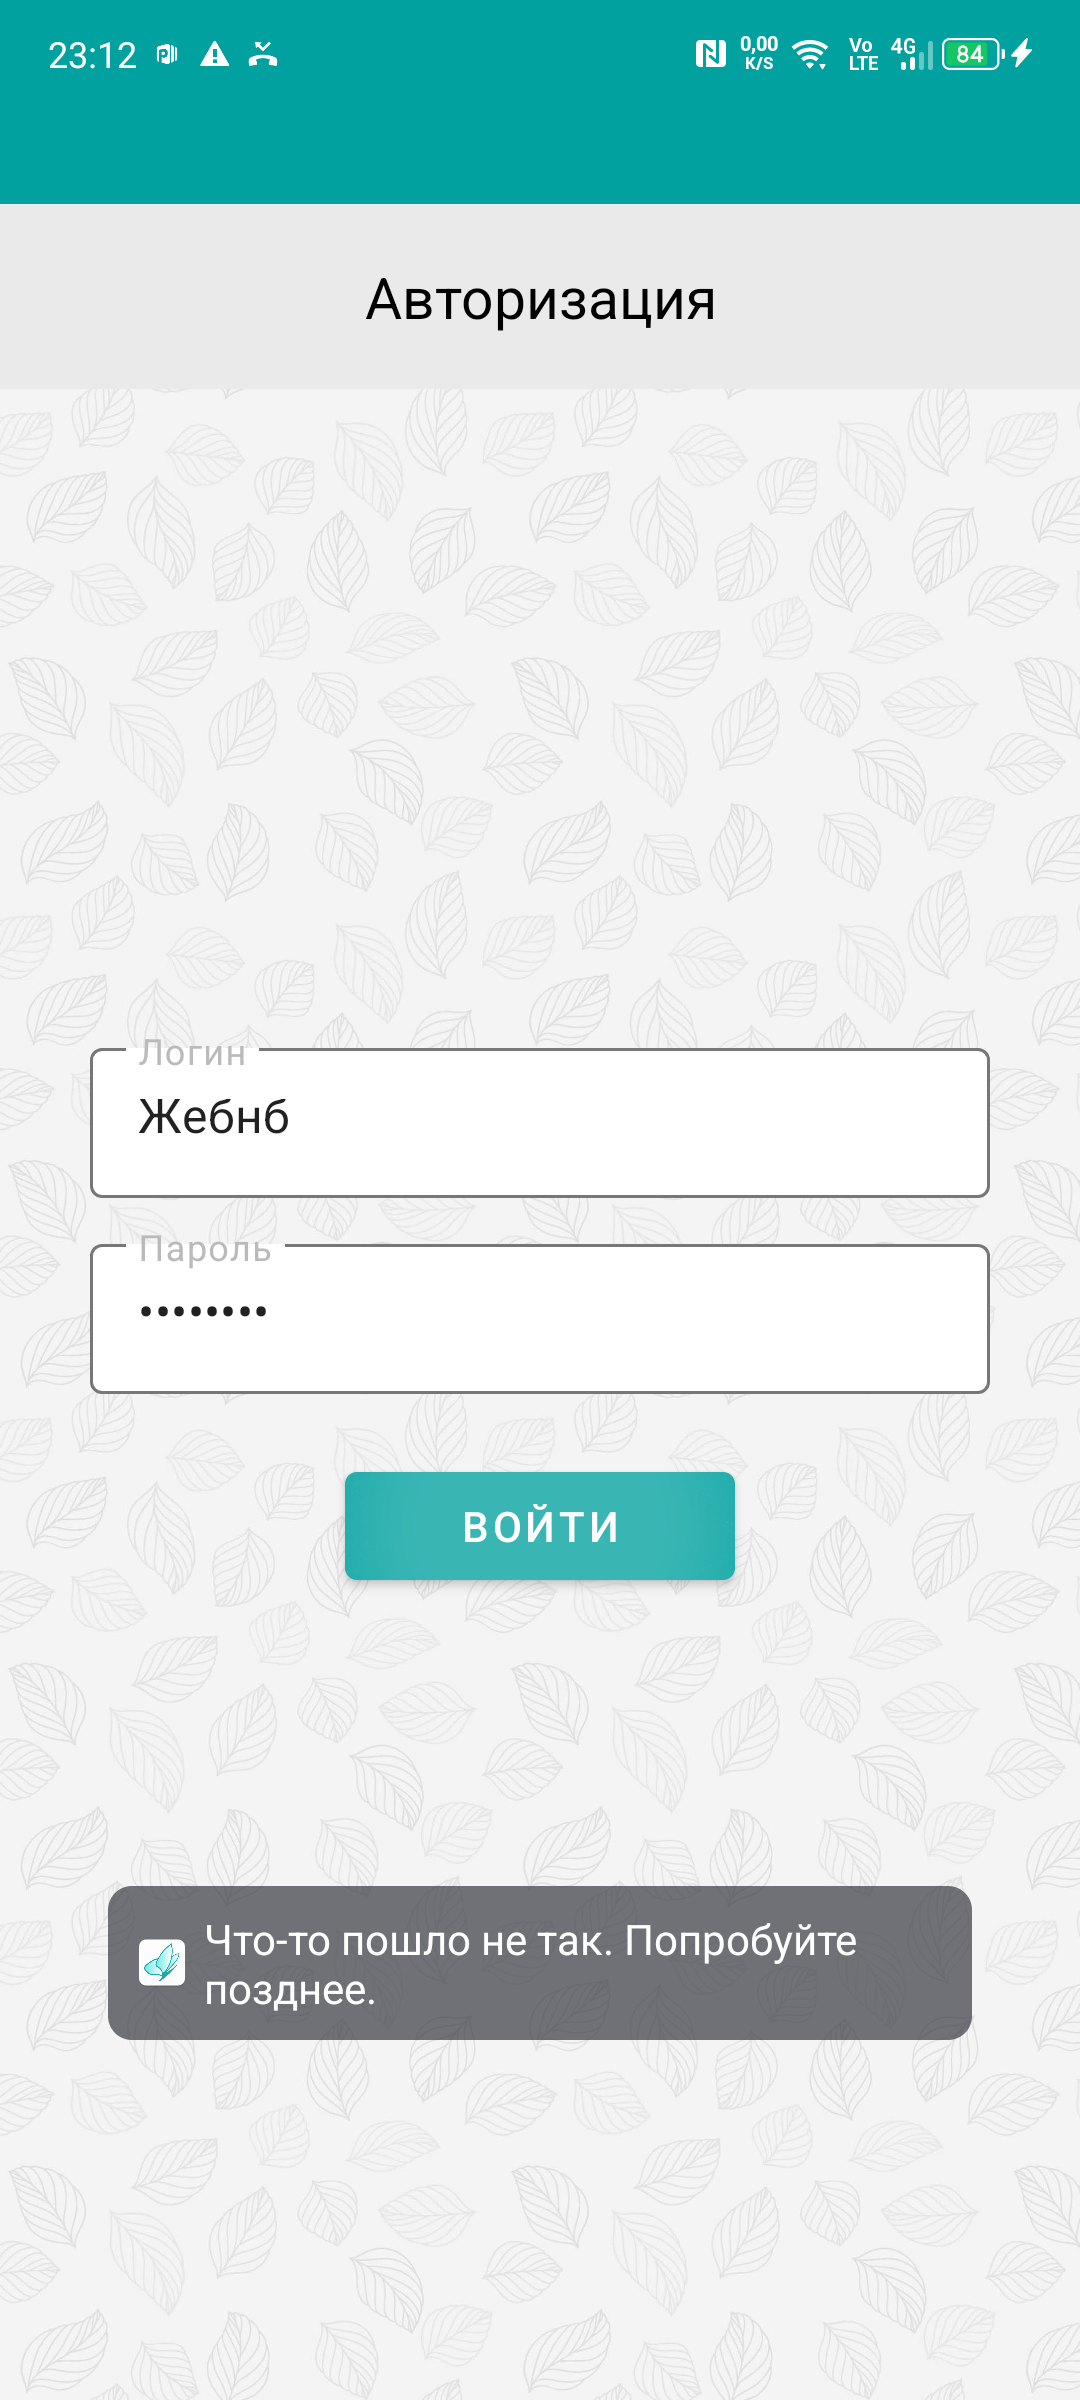 23:12 0,00 K/S Vo LTE 4G 84
Авторизация
Логин
Жебнб
Пароль
••••••••
ВОЙТИ
Что-то пошло не так. Попробуйте
позднее.